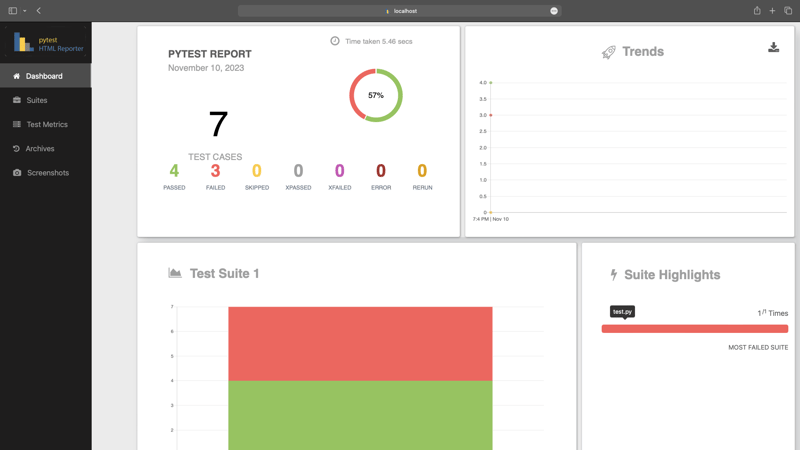 localhost
pytest
HTML Reporter
Dashboard
Suites
Test Metrics
Archives
Screenshots
PYTEST REPORT
November 10, 2023
Time taken 5.46 secs
57%
7
TEST CASES
4
PASSED
3
FAILED
0
SKIPPED
0
XPASSED
0
XFAILED
0
ERROR
0
RERUN
Trends
4.0
3.5
3.0
2.5
2.0
1.5
1.0
0.5
0
7:4 PM | Nov 10
Test Suite 1
7
6
5
4
3
2
Suite Highlights
test.py
1 /1 Times
MOST FAILED SUITE